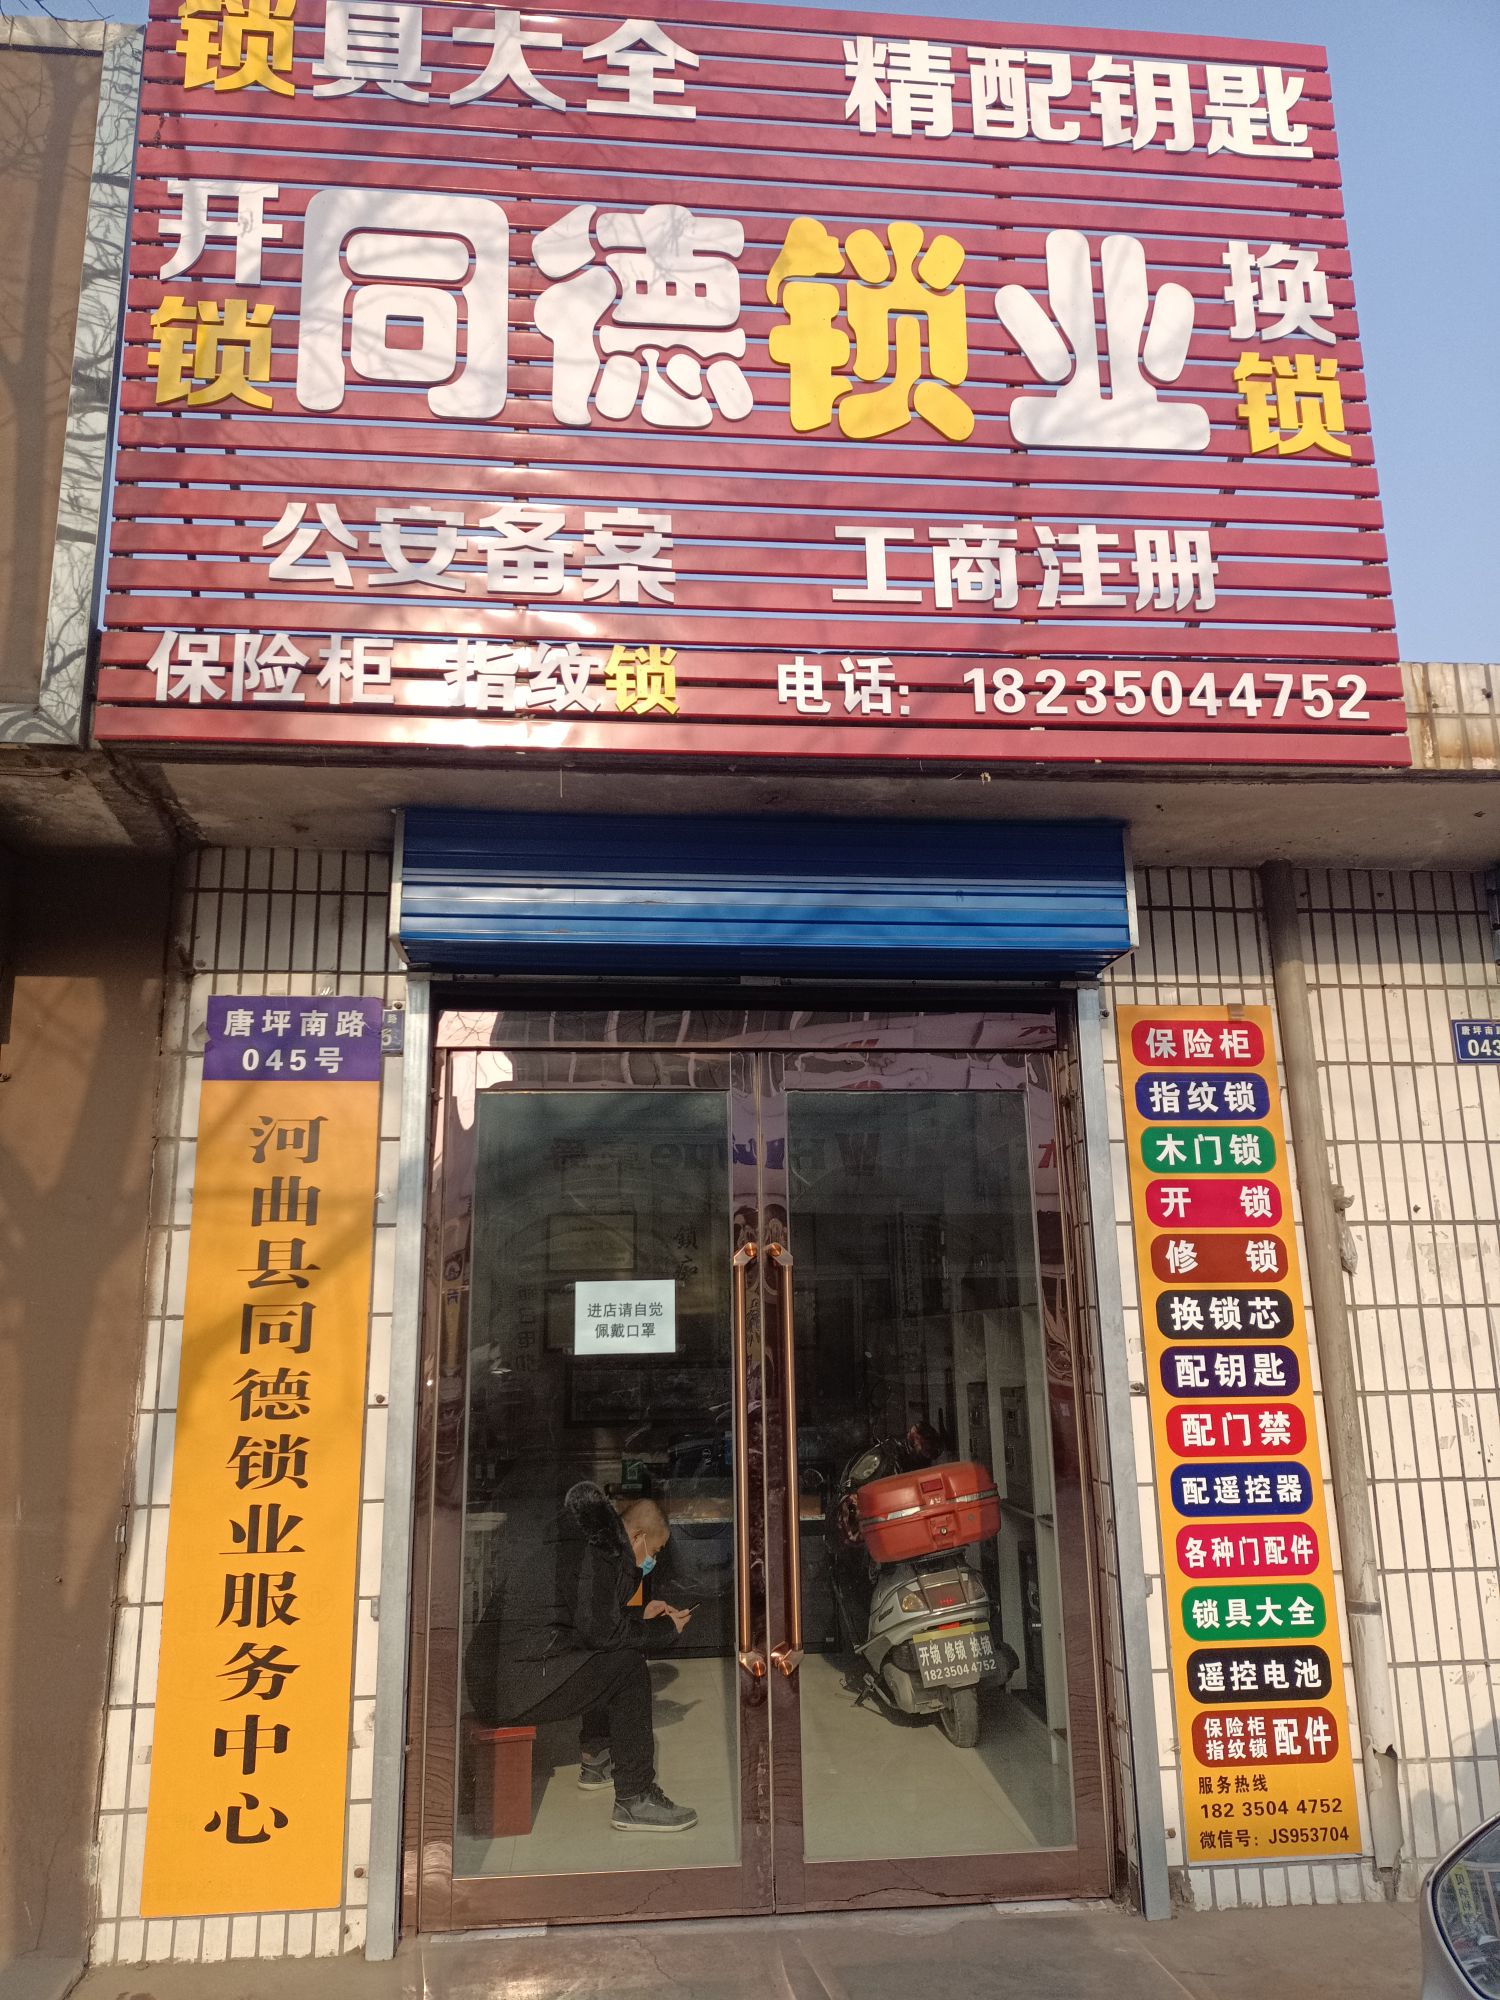 锁具大全 精配钥匙
开锁 同德锁业 换锁
公安备案 工商注册
保险柜 指纹锁 电话：18235044752
唐坪南路
045号
河曲县同德锁业服务中心
进店请自觉
佩戴口罩
开锁 修锁 换锁
18235044752
保险柜
指纹锁
木门锁
开 锁
修 锁
换锁芯
配钥匙
配门禁
配遥控器
各种门配件
锁具大全
遥控电池
保险柜
指纹锁 配件
服务热线
18235044752
微信号：JS953704
唐坪南
043